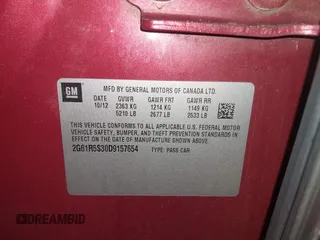 GM
MFD BY GENERAL MOTORS OF CANADA LTD.
DATE GVWR GAWR FRT GAWR RR
10/12 2363 KG 1214 KG 1149 KG
5210 LB 2677 LB 2533 LB
THIS VEHICLE CONFORMS TO ALL APPLICABLE U.S. FEDERAL MOTOR
VEHICLE SAFETY, BUMPER, AND THEFT PREVENTION STANDARDS IN
EFFECT ON THE DATE OF MANUFACTURE SHOWN ABOVE.
2G61R5S30D9157654 TYPE: PASS CAR
DREAMBID